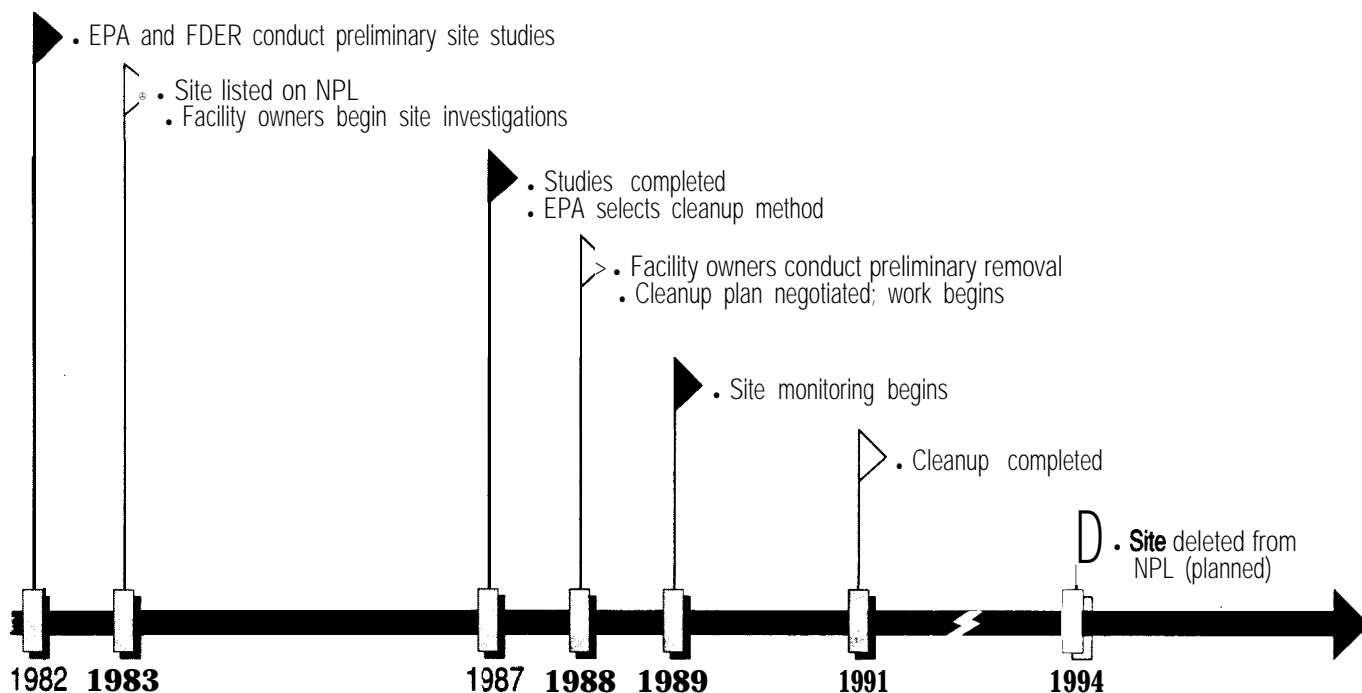 • EPA and FDER conduct preliminary site studies
• Site listed on NPL
• Facility owners begin site investigations
• Studies completed
• EPA selects cleanup method
• Facility owners conduct preliminary removal
• Cleanup plan negotiated; work begins
• Site monitoring begins
• Cleanup completed
• Site deleted from
NPL (planned)
1982 1983 1987 1988 1989 1991 1994